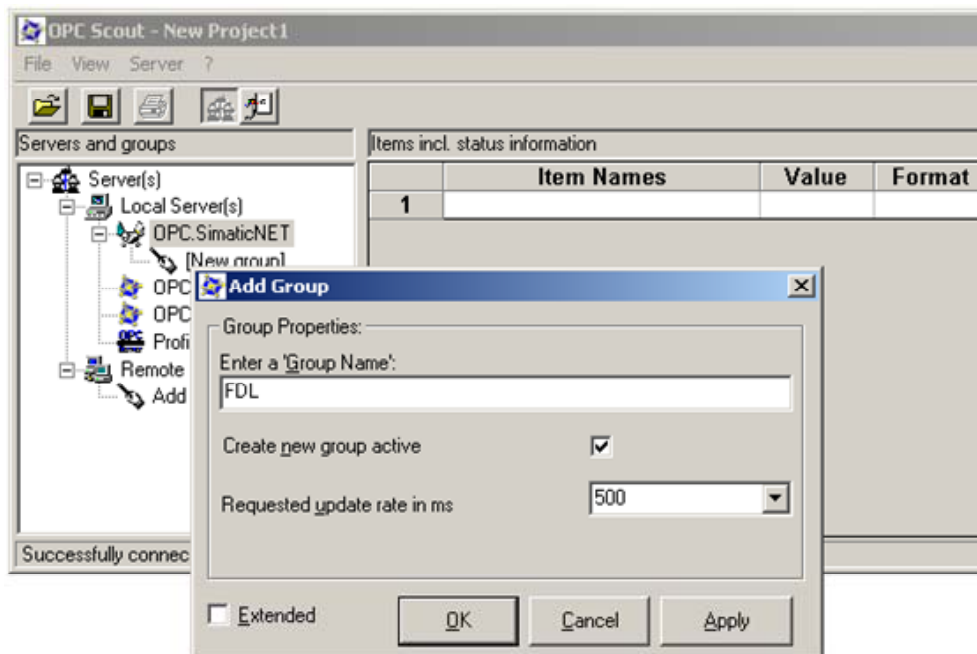 OPC Scout - New Project1
File View Server ?
Servers and groups
Items incl. status information
Server(s)
Local Server(s)
OPC.SimaticNET
[New group]
OPC
OPC
OPC
Profi
Remote
Add
Item Names Value Format
1
Add Group
Group Properties:
Enter a 'Group Name':
FDL
Create new group active
Requested update rate in ms
500
Extended
OK Cancel Apply
Successfully connec